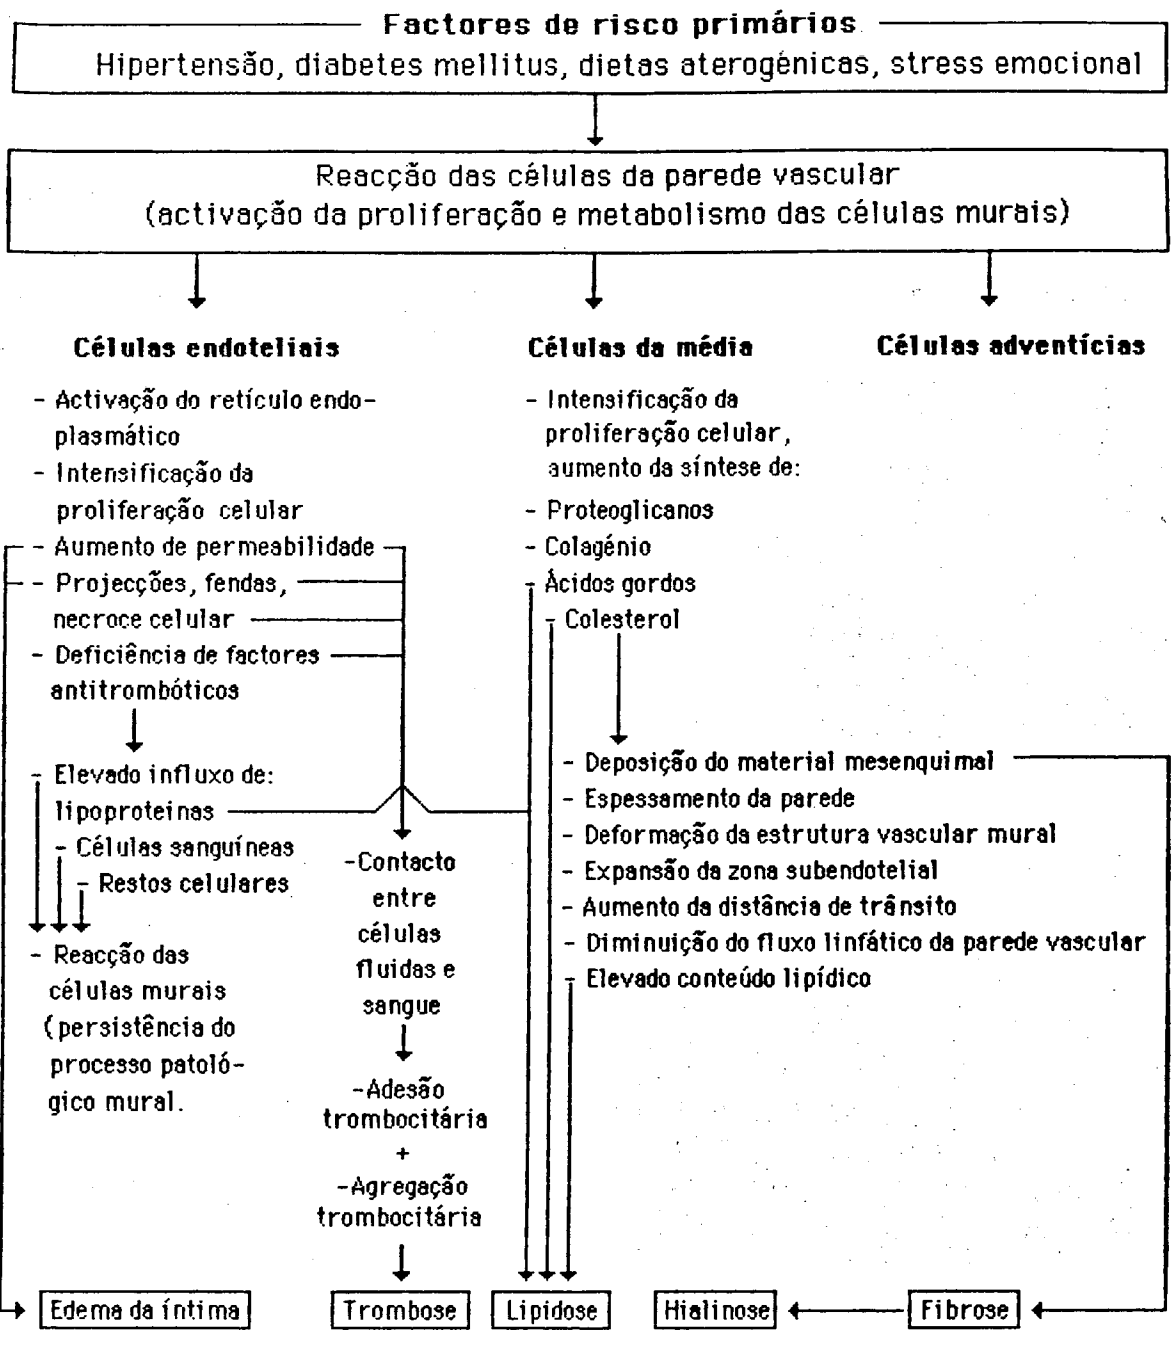 Factores de risco primários
Hipertensão, diabetes mellitus, dietas aterogénicas, stress emocional
Reacção das células da parede vascular
(activação da proliferação e metabolismo das células murais)
Células endoteliais
- Activação do retículo endo-
plasmático
- Intensificação da
proliferação celular
- Aumento de permeabilidade
- Projecções, fendas,
necroce celular
- Deficiência de factores
antitrombóticos
- Elevado influxo de:
lipoproteinas
- Células sanguíneas
- Restos celulares
- Reacção das
células murais
(persistência do
processo patoló-
gico mural.
-Contacto
entre
células
fluidas e
sangue
-Adesão
trombocitária
+
-Agregação
trombocitária
Células da média
- Intensificação da
proliferação celular,
aumento da síntese de:
- Proteoglicanos
- Colagénio
- Ácidos gordos
- Colesterol
- Deposição do material mesenquimal
- Espessamento da parede
- Deformação da estrutura vascular mural
- Expansão da zona subendotelial
- Aumento da distância de trânsito
- Diminuição do fluxo linfático da parede vascular
- Elevado conteúdo lipídico
Células adventícias
Edema da íntima
Trombose
Lipidose
Hialinose
Fibrose